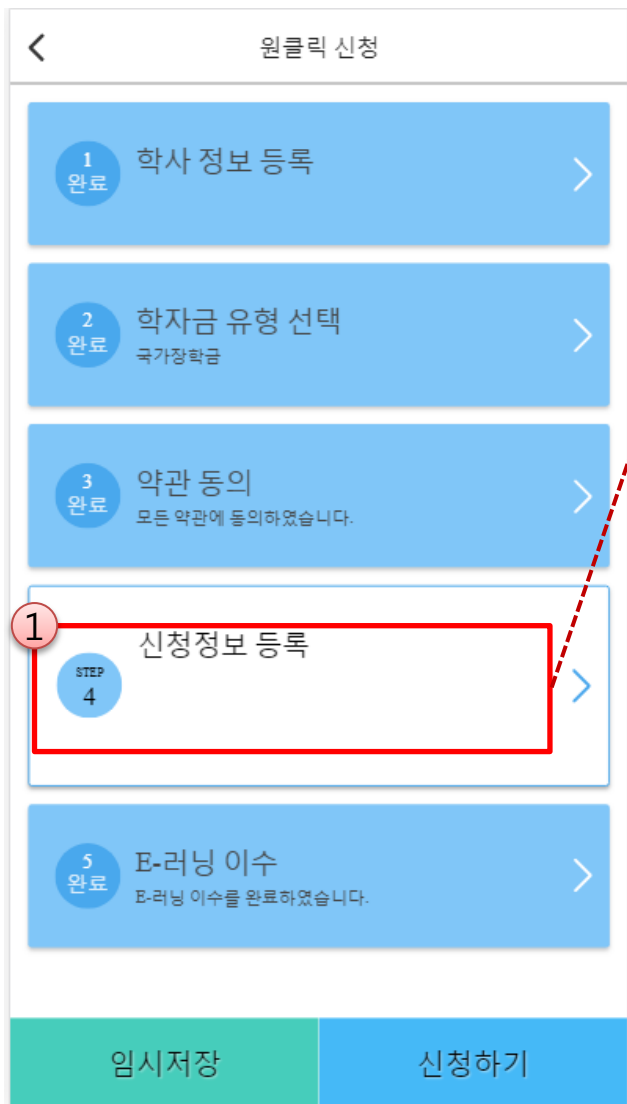 원클릭 신청
1
완료
학사 정보 등록
2
완료
학자금 유형 선택
국가장학금
3
완료
약관 동의
모든 약관에 동의하였습니다.
1
STEP
4
신청정보 등록
5
완료
E-러닝 이수
E-러닝 이수를 완료하였습니다.
임시저장
신청하기